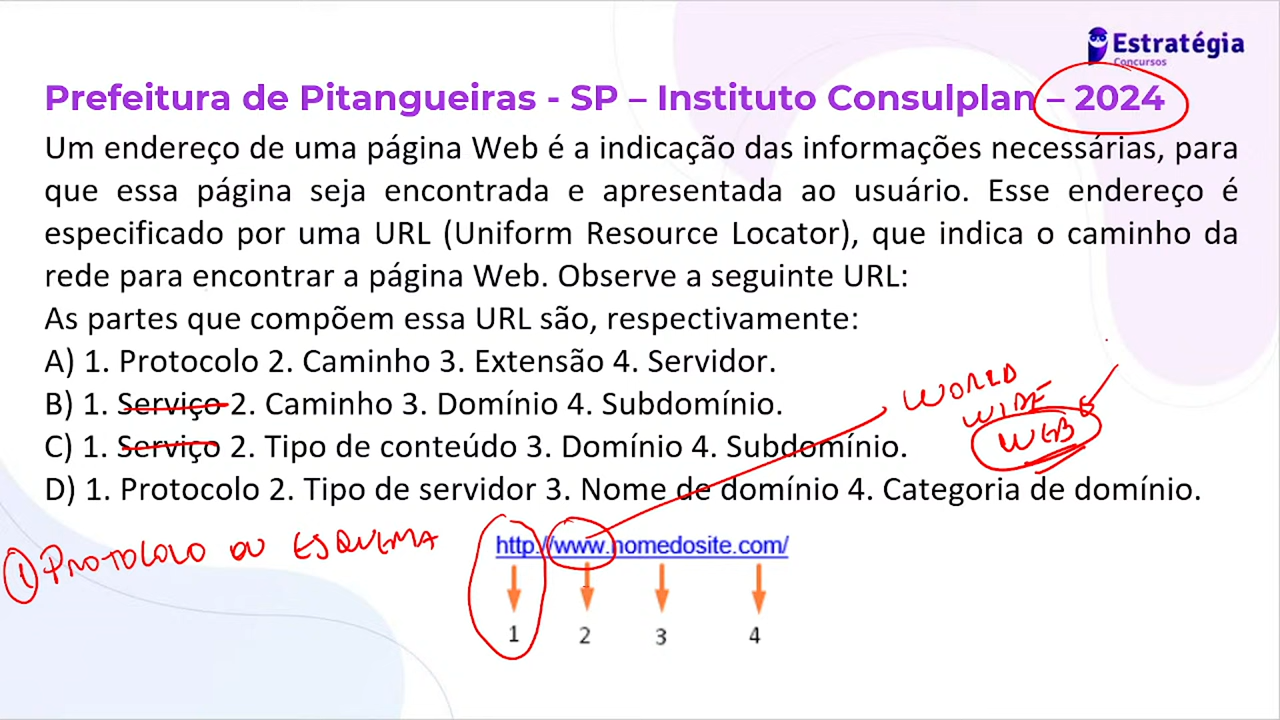 Estratégia
Concursos
Prefeitura de Pitangueiras - SP – Instituto Consulplan – 2024
Um endereço de uma página Web é a indicação das informações necessárias, para
que essa página seja encontrada e apresentada ao usuário. Esse endereço é
especificado por uma URL (Uniform Resource Locator), que indica o caminho da
rede para encontrar a página Web. Observe a seguinte URL:
As partes que compõem essa URL são, respectivamente:
A) 1. Protocolo 2. Caminho 3. Extensão 4. Servidor.
B) 1. Serviço 2. Caminho 3. Domínio 4. Subdomínio.
C) 1. Serviço 2. Tipo de conteúdo 3. Domínio 4. Subdomínio.
D) 1. Protocolo 2. Tipo de servidor 3. Nome de domínio 4. Categoria de domínio.
WORLD
WIDE
WEB
1 PROTOCOLO OU ESQUEMA
http://www.nomedosite.com/
1 2 3 4